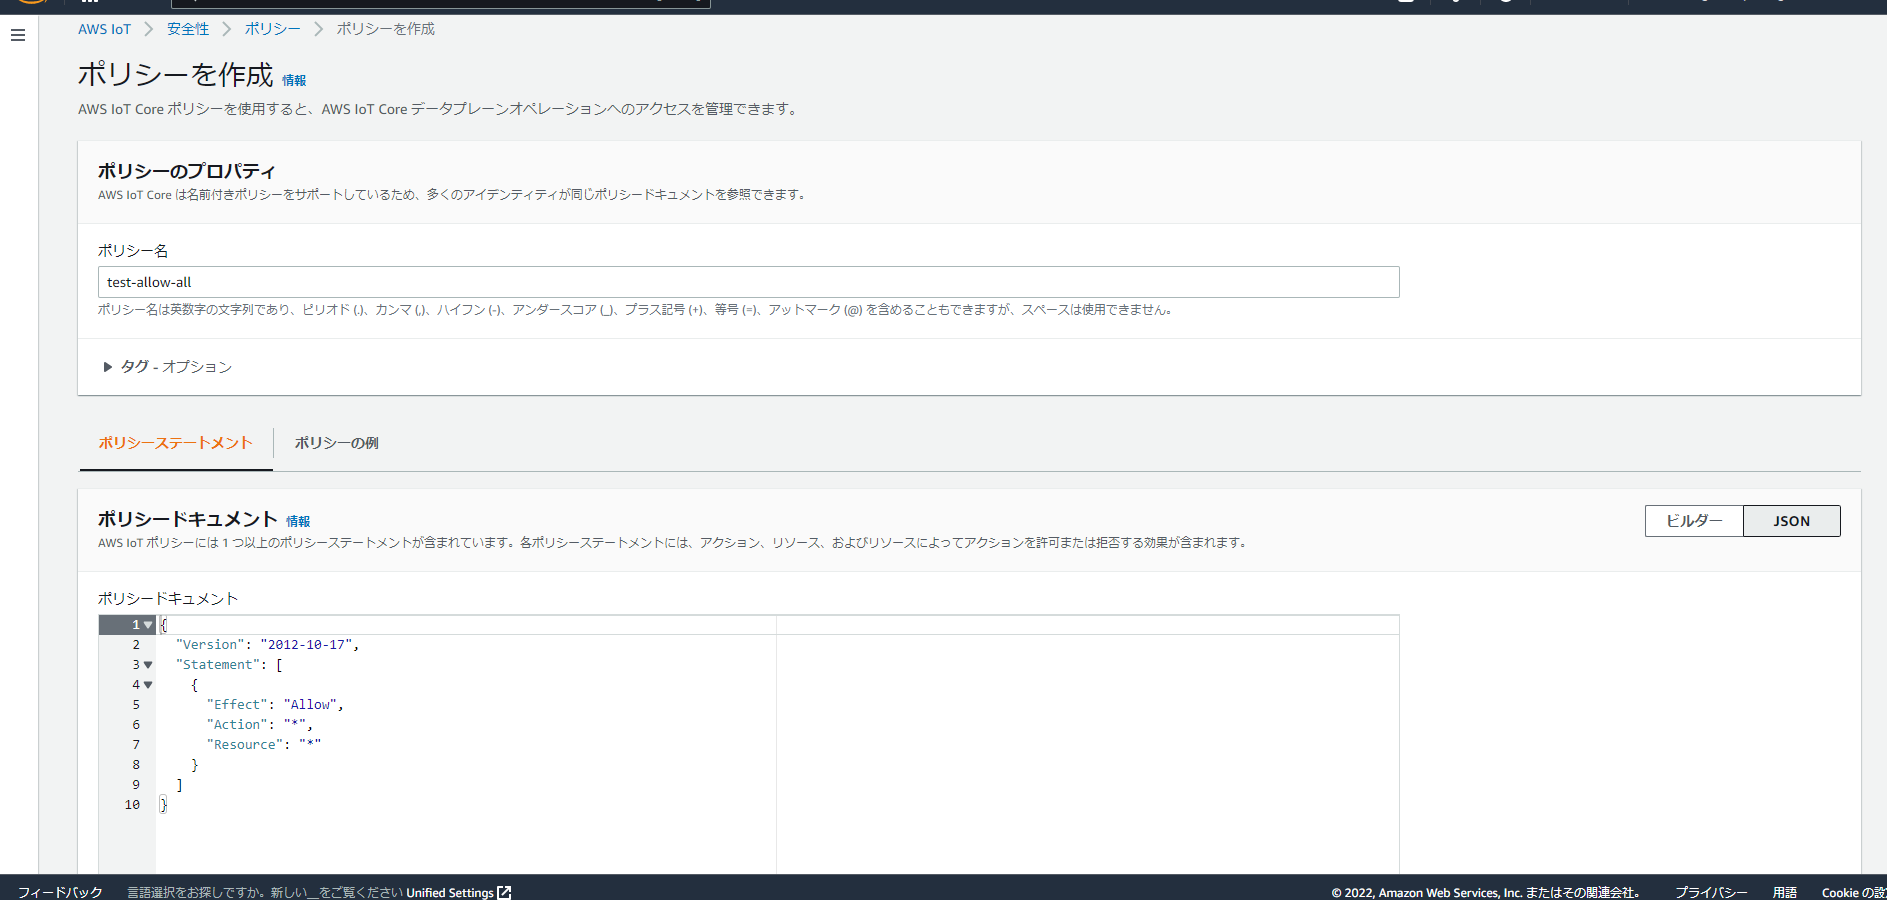 AWS IoT > 安全性 > ポリシー > ポリシーを作成
ポリシーを作成 情報
AWS IoT Core ポリシーを使用すると、AWS IoT Core データプレーンオペレーションへのアクセスを管理できます。
ポリシーのプロパティ
AWS IoT Core は名前付きポリシーをサポートしているため、多くのアイデンティティが同じポリシードキュメントを参照できます。
ポリシー名
test-allow-all
ポリシー名は英数字の文字列であり、ピリオド (.)、カンマ (,)、ハイフン (-)、アンダースコア (_)、プラス記号 (+)、等号 (=)、アットマーク (@) を含めることもできますが、スペースは使用できません。
タグ - オプション
ポリシーステートメント ポリシーの例
ポリシードキュメント 情報
ビルダー JSON
AWS IoT ポリシーには 1 つ以上のポリシーステートメントが含まれています。各ポリシーステートメントには、アクション、リソース、およびリソースによってアクションを許可または拒否する効果が含まれます。
ポリシードキュメント
1 {
2 "Version": "2012-10-17",
3 "Statement": [
4 {
5 "Effect": "Allow",
6 "Action": "*",
7 "Resource": "*"
8 }
9 ]
10 }
フィードバック 言語選択をお探しですか。新しい__をご覧ください Unified Settings © 2022, Amazon Web Services, Inc. またはその関連会社。 プライバシー 用語 Cookie の設